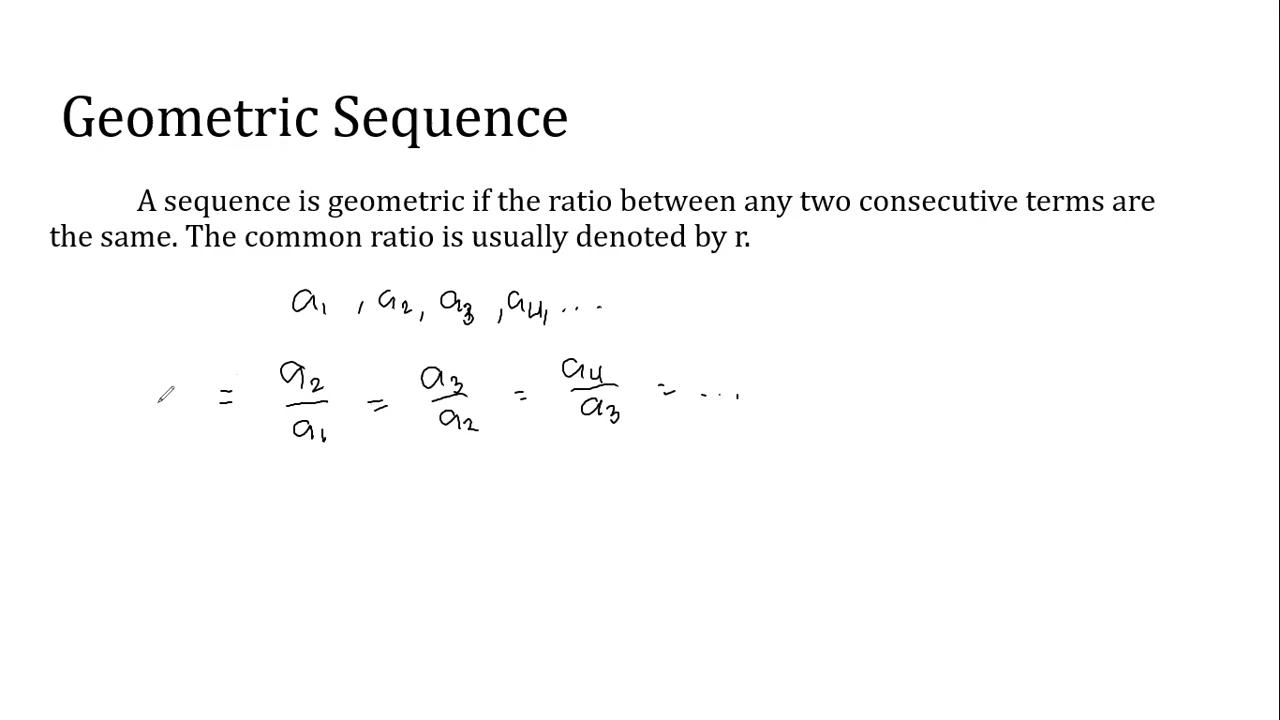 Geometric Sequence
A sequence is geometric if the ratio between any two consecutive terms are
the same. The common ratio is usually denoted by r.
a₁ , a₂, a₃ , a₄, ...
= a₂/a₁ = a₃/a₂ = a₄/a₃ = ...